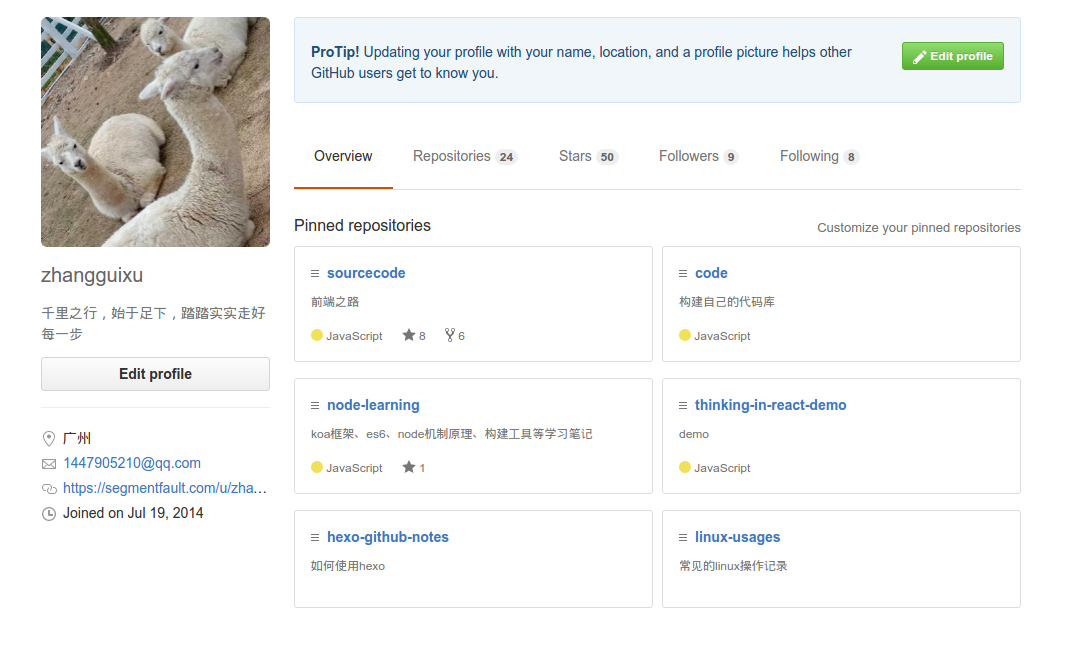 ProTip! Updating your profile with your name, location, and a profile picture helps other
GitHub users get to know you.
Edit profile
Overview
Repositories 24
Stars 50
Followers 9
Following 8
zhangguixu
千里之行，始于足下，踏踏实实走好
每一步
Edit profile
广州
1447905210@qq.com
https://segmentfault.com/u/zha…
Joined on Jul 19, 2014
Pinned repositories
Customize your pinned repositories
sourcecode
前端之路
JavaScript 8 6
code
构建自己的代码库
JavaScript
node-learning
koa框架、es6、node机制原理、构建工具等学习笔记
JavaScript 1
thinking-in-react-demo
demo
JavaScript
hexo-github-notes
如何使用hexo
linux-usages
常见的linux操作记录